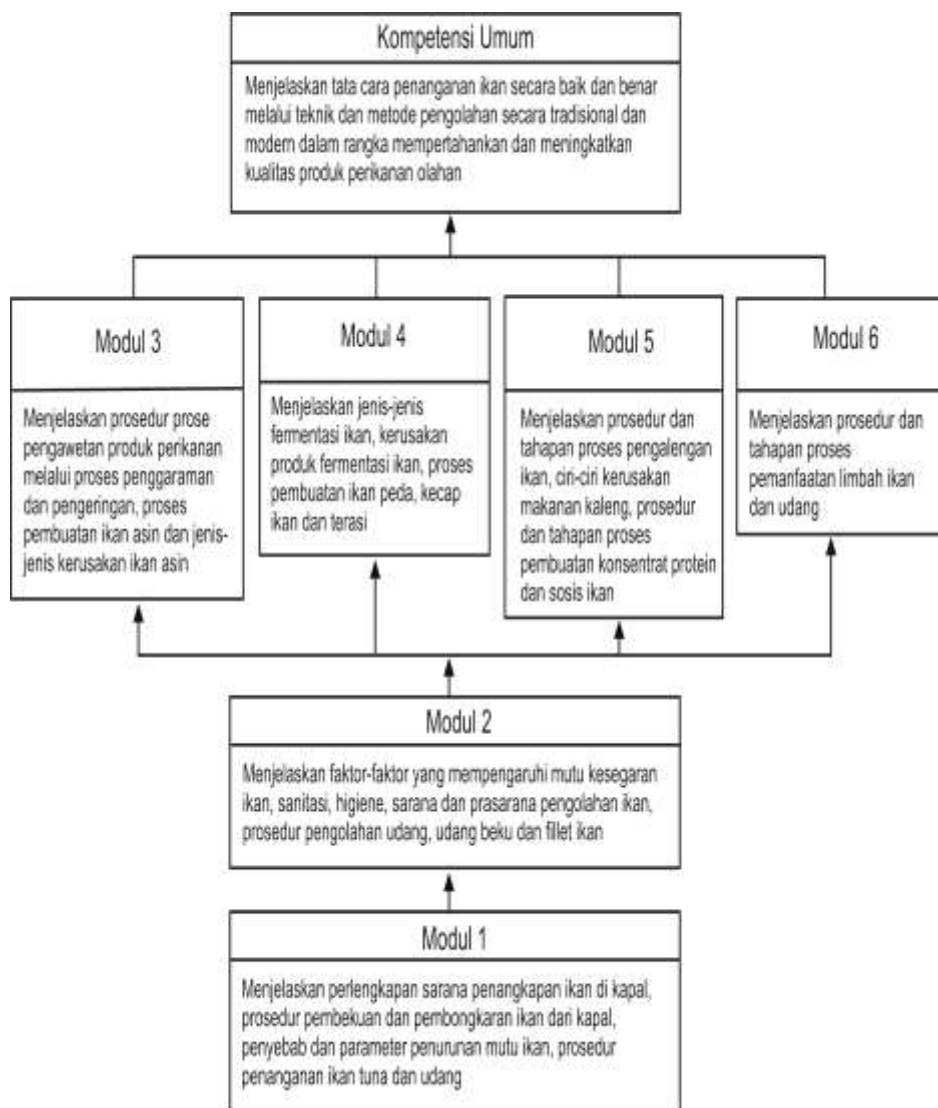 Kompetensi Umum
Menjelaskan tata cara penanganan ikan secara baik dan benar
melalui teknik dan metode pengolahan secara tradisional dan
modern dalam rangka mempertahankan dan meningkatkan
kualitas produk perikanan olahan
Modul 3
Menjelaskan prosedur prose
pengawetan produk perikanan
melalui proses penggaraman
dan pengeringan, proses
pembuatan ikan asin dan jenis-
jenis kerusakan ikan asin
Modul 4
Menjelaskan jenis-jenis
fermentasi ikan, kerusakan
produk fermentasi ikan, proses
pembuatan ikan peda, kecap
ikan dan terasi
Modul 5
Menjelaskan prosedur dan
tahapan proses pengalengan
ikan, ciri-ciri kerusakan
makanan kaleng, prosedur
dan tahapan proses
pembuatan konsentrat protein
dan sosis ikan
Modul 6
Menjelaskan prosedur dan
tahapan proses
pemanfaatan limbah ikan
dan udang
Modul 2
Menjelaskan faktor-faktor yang mempengaruhi mutu kesegaran
ikan, sanitasi, higiene, sarana dan prasarana pengolahan ikan,
prosedur pengolahan udang, udang beku dan fillet ikan
Modul 1
Menjelaskan perlengkapan sarana penangkapan ikan di kapal,
prosedur pembekuan dan pembongkaran ikan dari kapal,
penyebab dan parameter penurunan mutu ikan, prosedur
penanganan ikan tuna dan udang